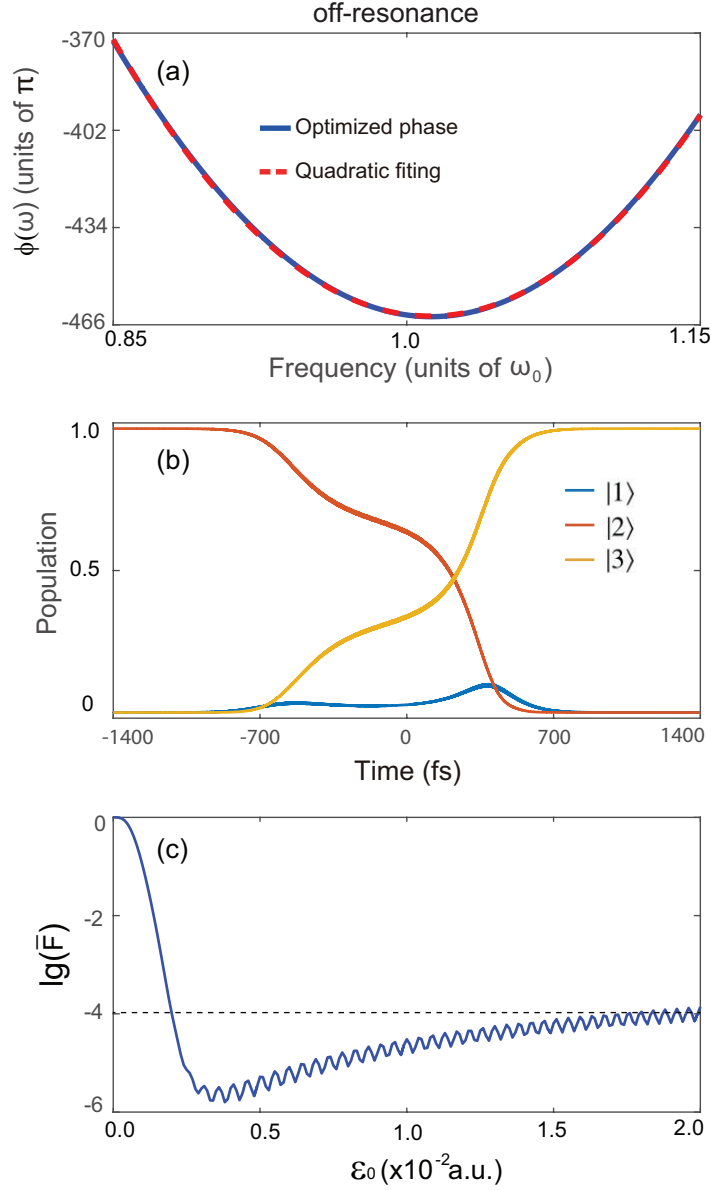 off-resonance
-370
(a)
Optimized phase
-402
Quadratic fiting
-434
ϕ(ω) (units of π)
-466
0.85
1.0
1.15
Frequency (units of ω₀)
1.0
(b)
|1⟩
|2⟩
|3⟩
0.5
Population
0
-1400
-700
0
700
1400
Time (fs)
0
(c)
-2
lg(F̅)
-4
-6
0.0
0.5
1.0
1.5
2.0
ε₀ (x10⁻²a.u.)